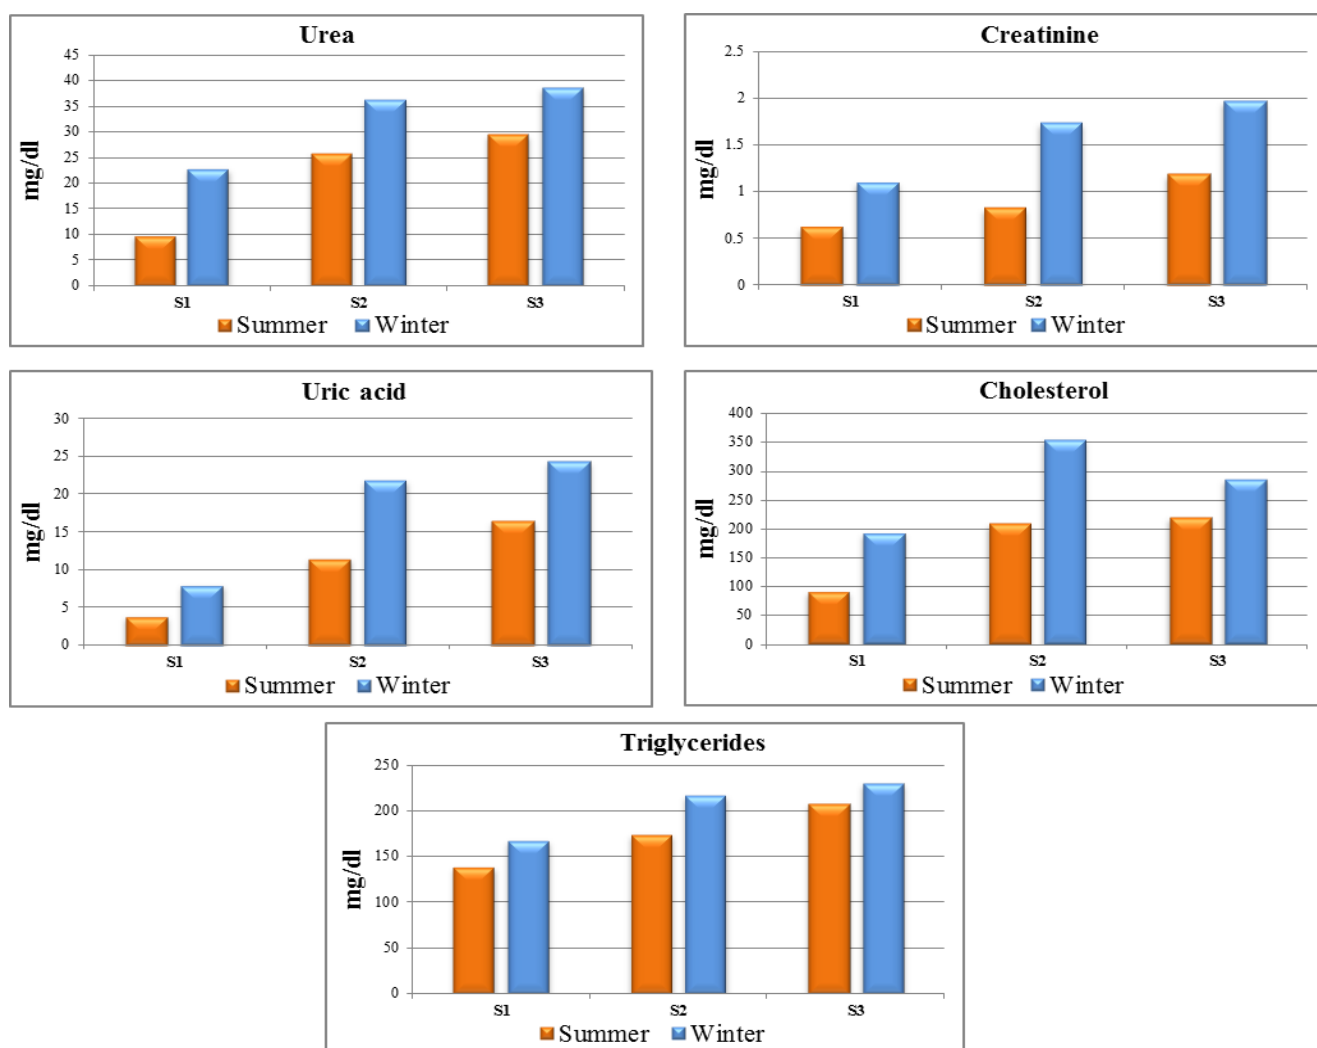 Urea
45
40
35
30
25
20
15
10
5
0
mg/dl
S1 S2 S3
Summer Winter
Creatinine
2.5
2
1.5
1
0.5
0
mg/dl
S1 S2 S3
Summer Winter
Uric acid
30
25
20
15
10
5
0
mg/dl
S1 S2 S3
Summer Winter
Cholesterol
400
350
300
250
200
150
100
50
0
mg/dl
S1 S2 S3
Summer Winter
Triglycerides
250
200
150
100
50
0
mg/dl
S1 S2 S3
Summer Winter